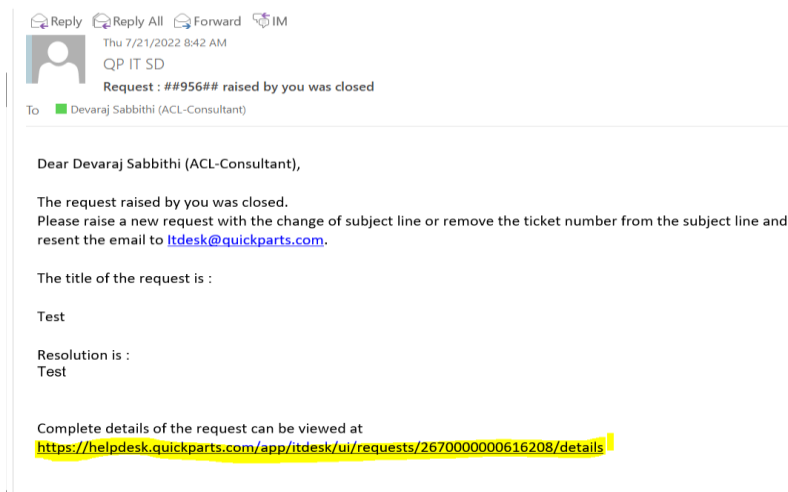 Reply Reply All Forward IM
Thu 7/21/2022 8:42 AM
QP IT SD
Request : ##956## raised by you was closed
To Devaraj Sabbithi (ACL-Consultant)
Dear Devaraj Sabbithi (ACL-Consultant),
The request raised by you was closed.
Please raise a new request with the change of subject line or remove the ticket number from the subject line and
resent the email to Itdesk@quickparts.com.
The title of the request is :
Test
Resolution is :
Test
Complete details of the request can be viewed at
https://helpdesk.quickparts.com/app/itdesk/ui/requests/2670000000616208/details